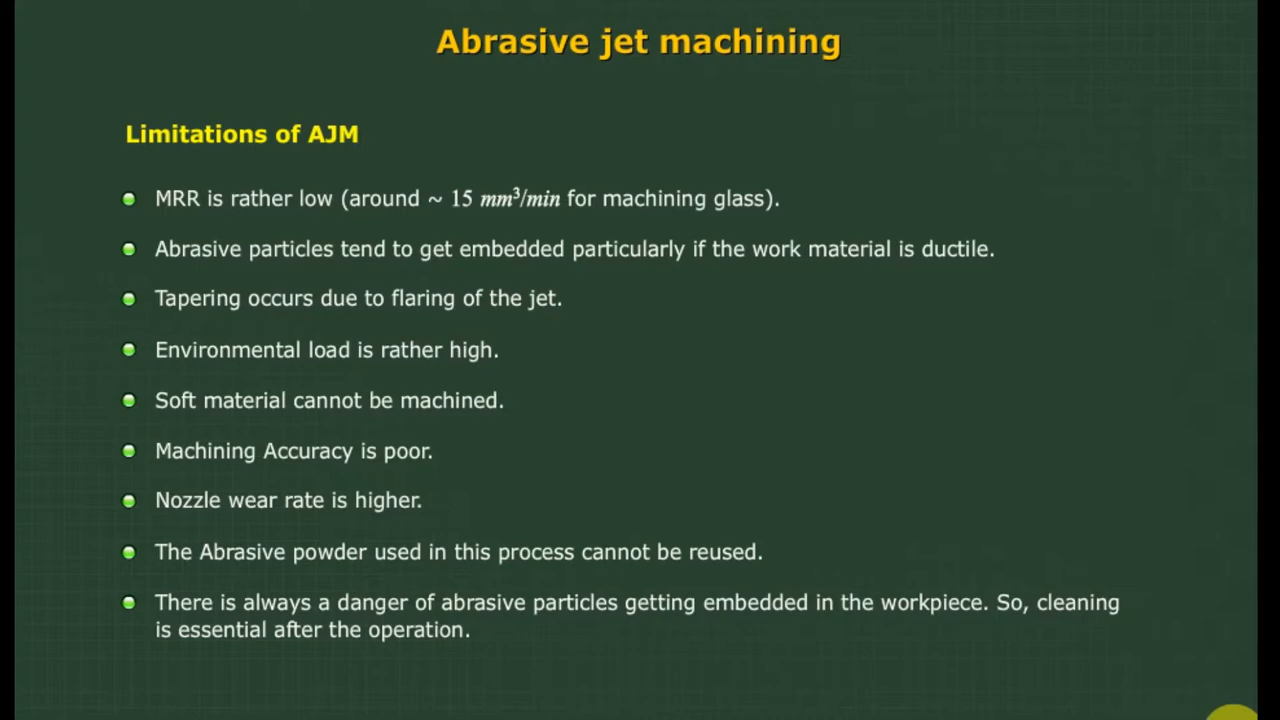 Abrasive jet machining
Limitations of AJM
MRR is rather low (around ~ 15 mm³/min for machining glass).
Abrasive particles tend to get embedded particularly if the work material is ductile.
Tapering occurs due to flaring of the jet.
Environmental load is rather high.
Soft material cannot be machined.
Machining Accuracy is poor.
Nozzle wear rate is higher.
The Abrasive powder used in this process cannot be reused.
There is always a danger of abrasive particles getting embedded in the workpiece. So, cleaning
is essential after the operation.